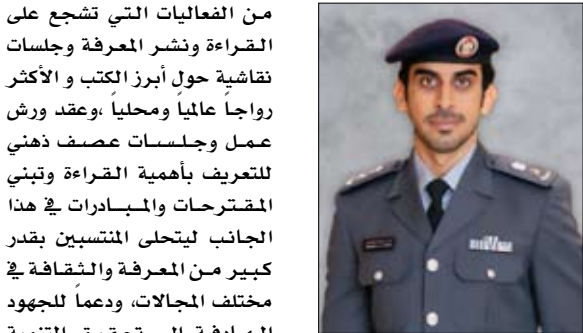 من الفعاليات التي تشجع على
القراءة ونشر المعرفة وجلسات
نقاشية حول أبرز الكتب و الأكثر
رواجاً عالمياً ومحلياً ،وعقد ورش
عمل وجلسات عصف ذهني
للتعريف بأهمية القراءة وتبني
المقترحات والمبادرات في هذا
الجانب ليتحلى المنتسبين بقدر
كبير من المعرفة والثقافة في
مختلف المجالات، ودعماً للجهود